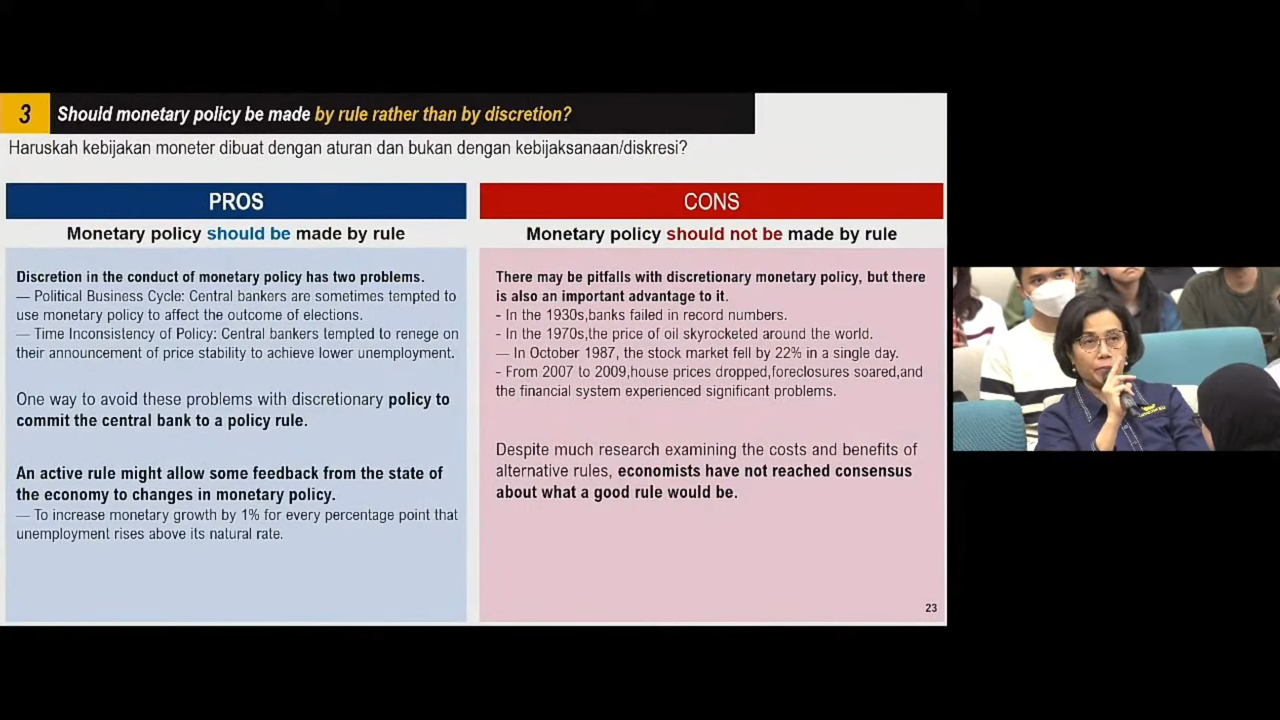 3
Should monetary policy be made by rule rather than by discretion?
Haruskah kebijakan moneter dibuat dengan aturan dan bukan dengan kebijaksanaan/diskresi?
PROS
Monetary policy should be made by rule
Discretion in the conduct of monetary policy has two problems.
— Political Business Cycle: Central bankers are sometimes tempted to
use monetary policy to affect the outcome of elections.
— Time Inconsistency of Policy: Central bankers tempted to renege on
their announcement of price stability to achieve lower unemployment.
One way to avoid these problems with discretionary policy to
commit the central bank to a policy rule.
An active rule might allow some feedback from the state of
the economy to changes in monetary policy.
— To increase monetary growth by 1% for every percentage point that
unemployment rises above its natural rate.
CONS
Monetary policy should not be made by rule
There may be pitfalls with discretionary monetary policy, but there
is also an important advantage to it.
- In the 1930s,banks failed in record numbers.
- In the 1970s,the price of oil skyrocketed around the world.
— In October 1987, the stock market fell by 22% in a single day.
- From 2007 to 2009,house prices dropped,foreclosures soared,and
the financial system experienced significant problems.
Despite much research examining the costs and benefits of
alternative rules, economists have not reached consensus
about what a good rule would be.
23